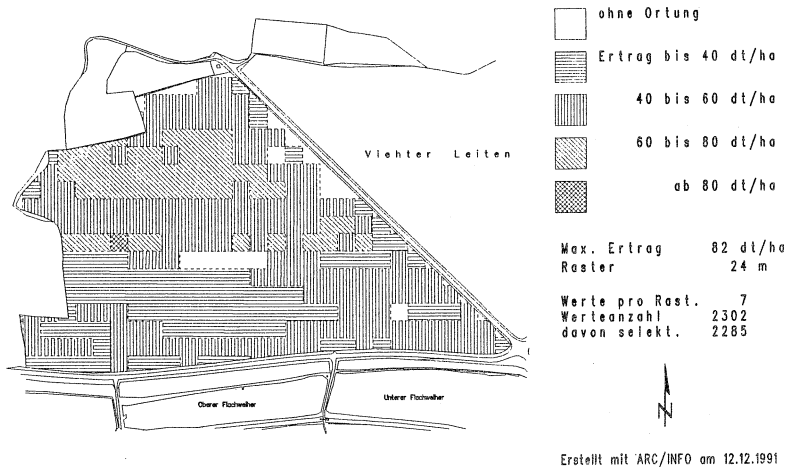 ohne Ortung
Ertrag bis 40 dt/ha
40 bis 60 dt/ha
60 bis 80 dt/ha
ab 80 dt/ha
Viehter Leiten
Max. Ertrag 82 dt/ha
Raster 24 m
Werte pro Rast. 7
Werteanzahl 2302
davon selekt. 2285
N
Oberer Flachweiher
Unterer Flachweiher
Erstellt mit ARC/INFO am 12.12.1991